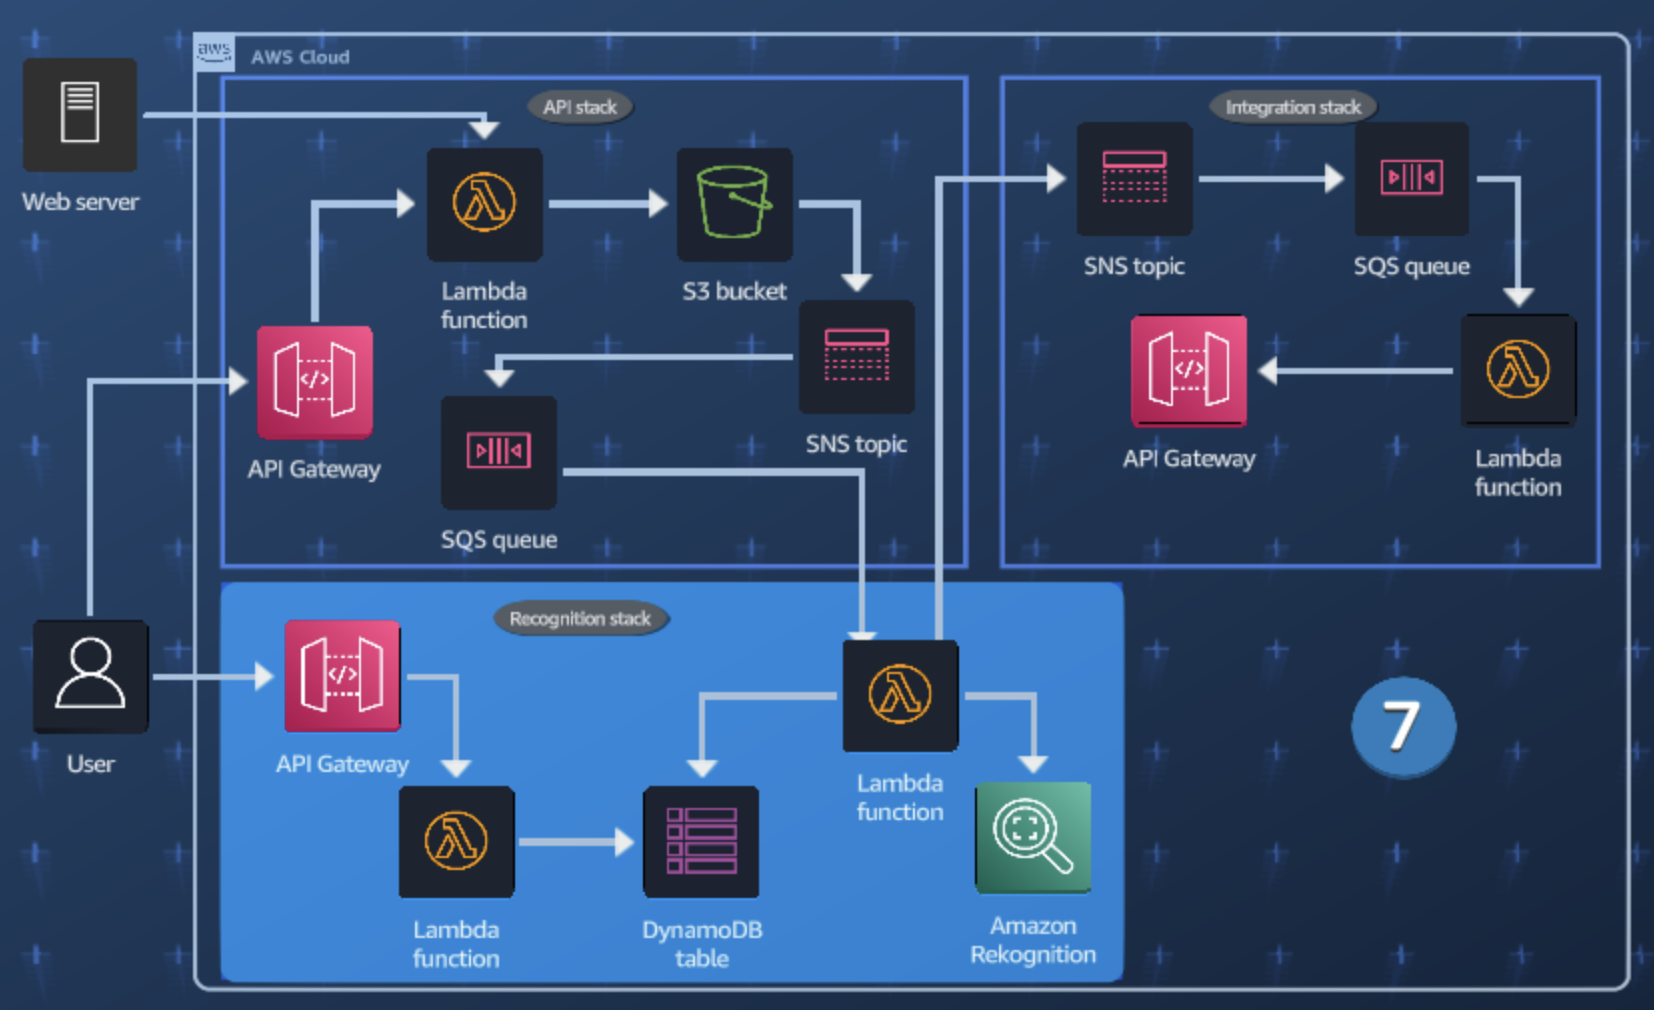 aws
AWS Cloud
Web server
API stack
Lambda
function
S3 bucket
SNS topic
</>
API Gateway
SQS queue
Integration stack
SNS topic
SQS queue
</>
API Gateway
Lambda
function
User
Recognition stack
</>
API Gateway
Lambda
function
DynamoDB
table
Lambda
function
Amazon
Rekognition
7